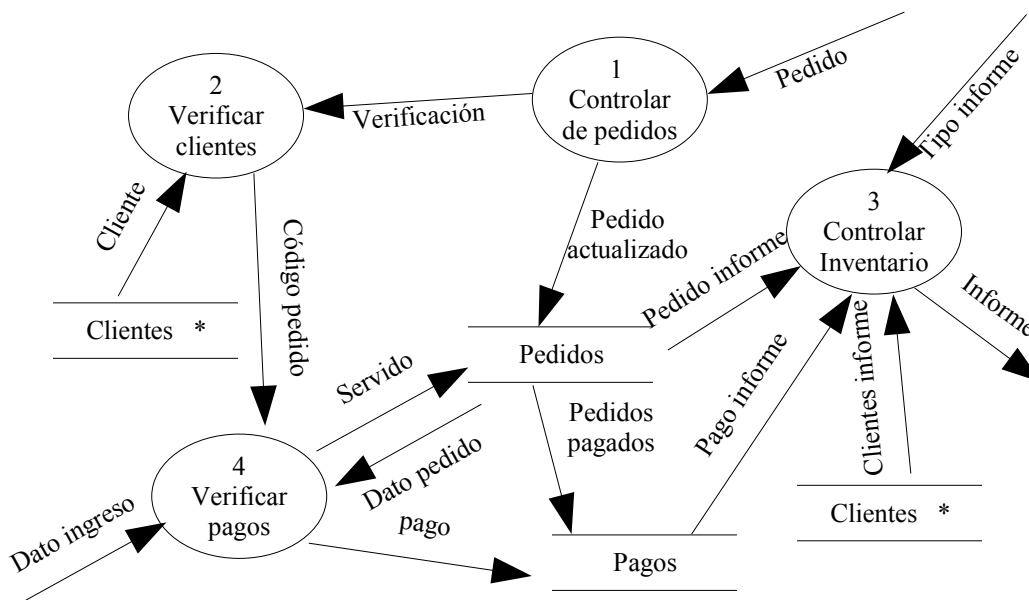 2
Verificar
clientes
1
Controlar
de pedidos
Pedido
Tipo informe
Verificación
3
Controlar
Inventario
Cliente
Código pedido
Pedido
actualizado
Pedido informe
Informe
Clientes *
Pedidos
Servido
Pedidos
pagados
Pago informe
Clientes informe
4
Verificar
pagos
Dato pedido
Dato ingreso
pago
Pagos
Clientes *